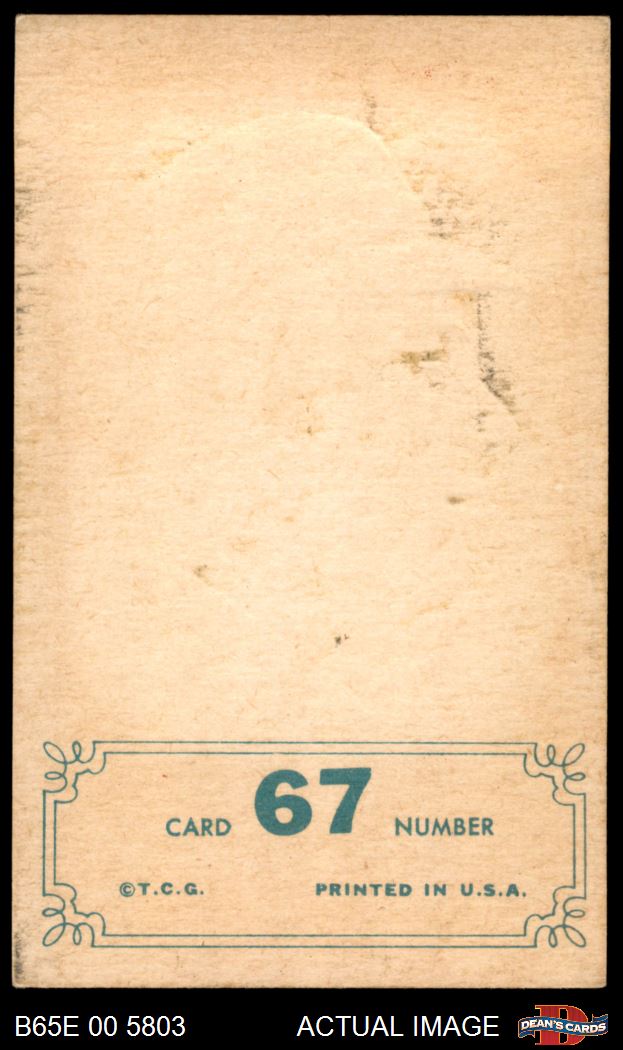 CARD 67 NUMBER
©T.C.G. PRINTED IN U.S.A.
B65E 00 5803 ACTUAL IMAGE DEAN'S CARDS